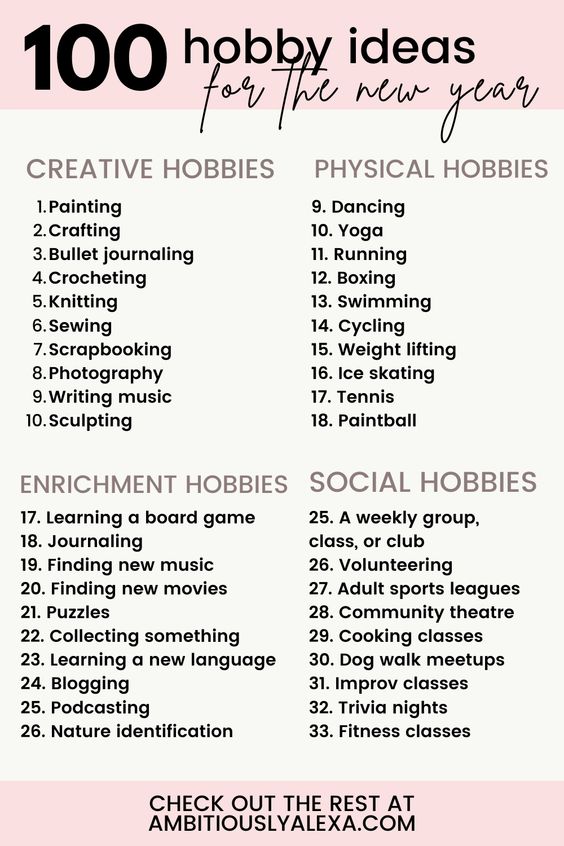 100 hobby ideas
for the new year
CREATIVE HOBBIES
1. Painting
2. Crafting
3. Bullet journaling
4. Crocheting
5. Knitting
6. Sewing
7. Scrapbooking
8. Photography
9. Writing music
10. Sculpting
PHYSICAL HOBBIES
9. Dancing
10. Yoga
11. Running
12. Boxing
13. Swimming
14. Cycling
15. Weight lifting
16. Ice skating
17. Tennis
18. Paintball
ENRICHMENT HOBBIES
17. Learning a board game
18. Journaling
19. Finding new music
20. Finding new movies
21. Puzzles
22. Collecting something
23. Learning a new language
24. Blogging
25. Podcasting
26. Nature identification
SOCIAL HOBBIES
25. A weekly group,
class, or club
26. Volunteering
27. Adult sports leagues
28. Community theatre
29. Cooking classes
30. Dog walk meetups
31. Improv classes
32. Trivia nights
33. Fitness classes
CHECK OUT THE REST AT
AMBITIOUSLYALEXA.COM